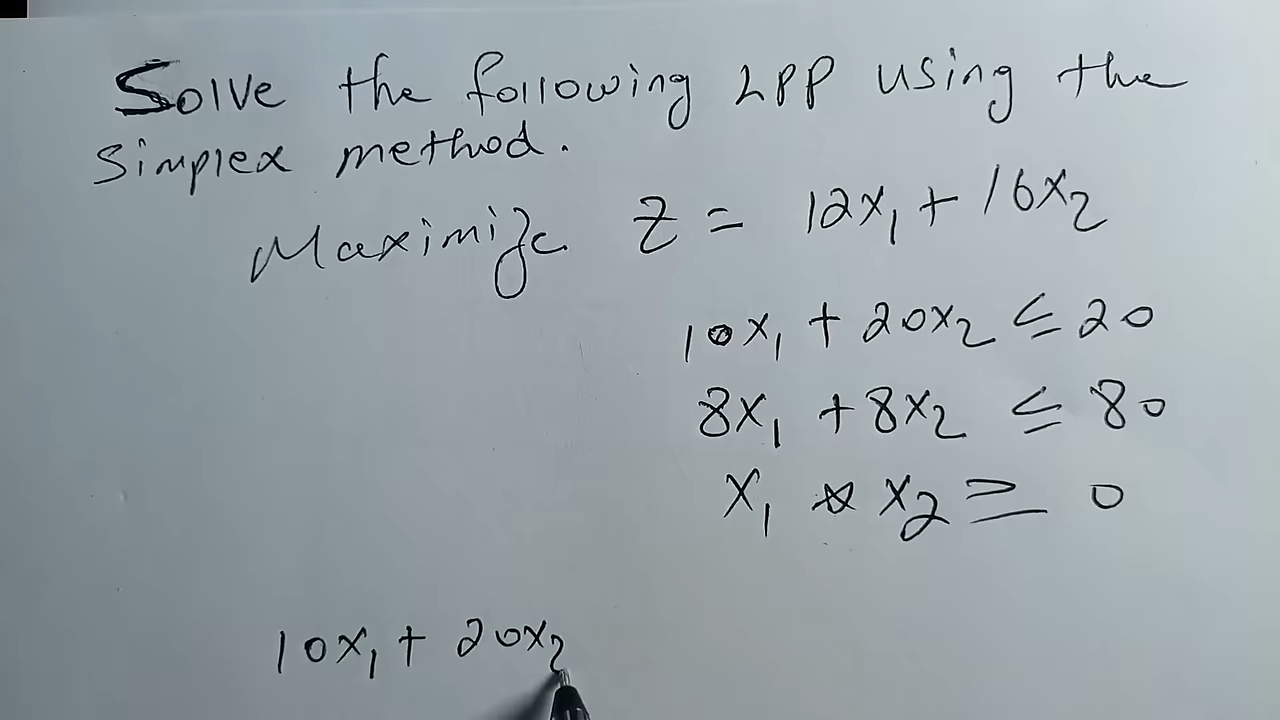 Solve the following LPP using the
simplex method.
Maximize Z = 12x₁ + 16x₂
10x₁ + 20x₂ ≤ 20
8x₁ + 8x₂ ≤ 80
x₁ & x₂ ≥ 0
10x₁ + 20x₂